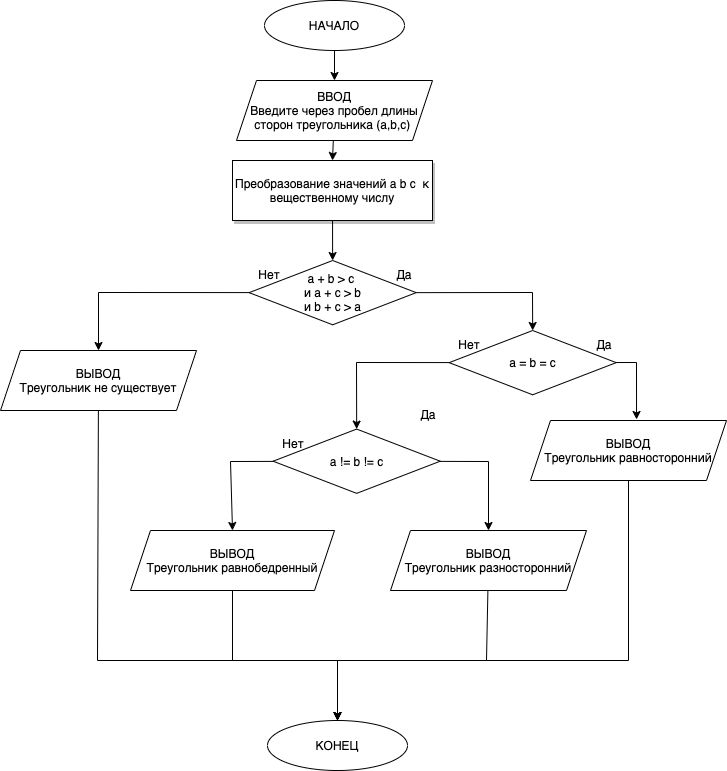 НАЧАЛО
ВВОД
Введите через пробел длины
сторон треугольника (a,b,c)
Преобразование значений a b c к
вещественному числу
Нет
Да
a + b > c
и a + c > b
и b + c > a
Нет
Да
a = b = c
ВЫВОД
Треугольник не существует
Да
Нет
a != b != c
ВЫВОД
Треугольник равносторонний
ВЫВОД
Треугольник равнобедренный
ВЫВОД
Треугольник разносторонний
КОНЕЦ